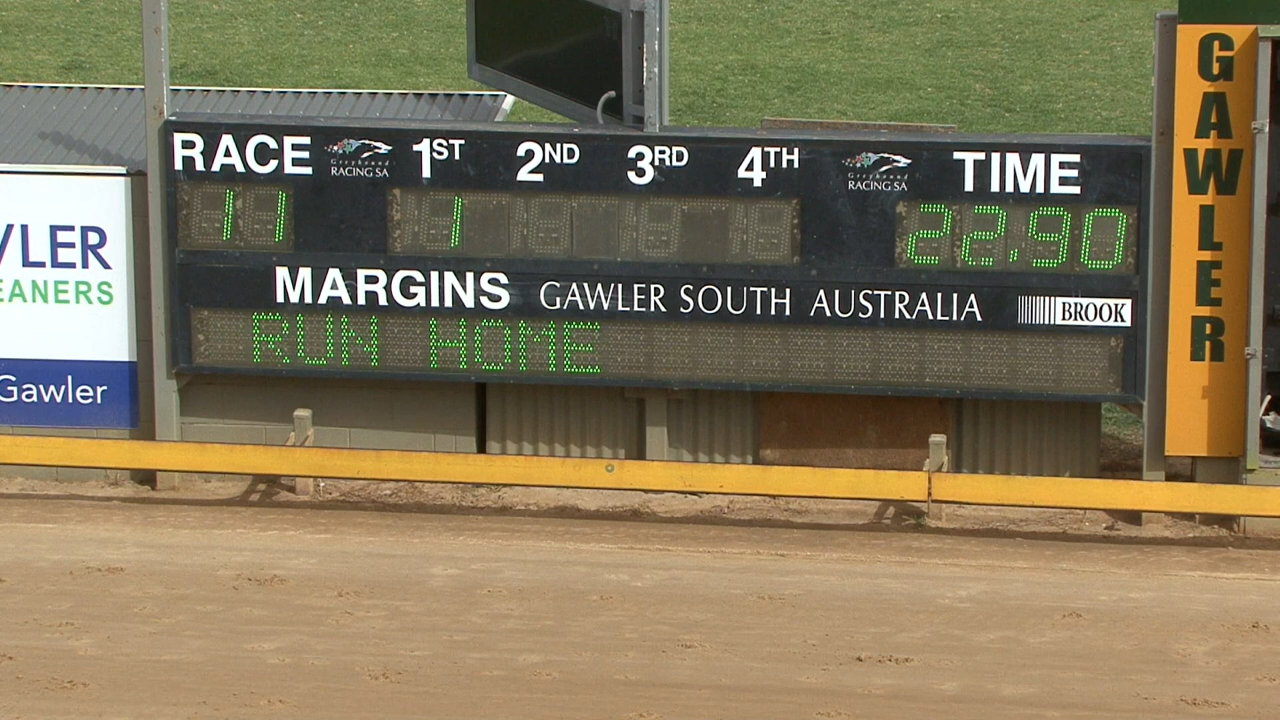 RACE 1ST 2ND 3RD 4TH TIME
Greyhound RACING SA
Greyhound RACING SA
11 1 22.90
MARGINS GAWLER SOUTH AUSTRALIA BROOK
RUN HOME
VLER
EANERS
Gawler
GAWLER